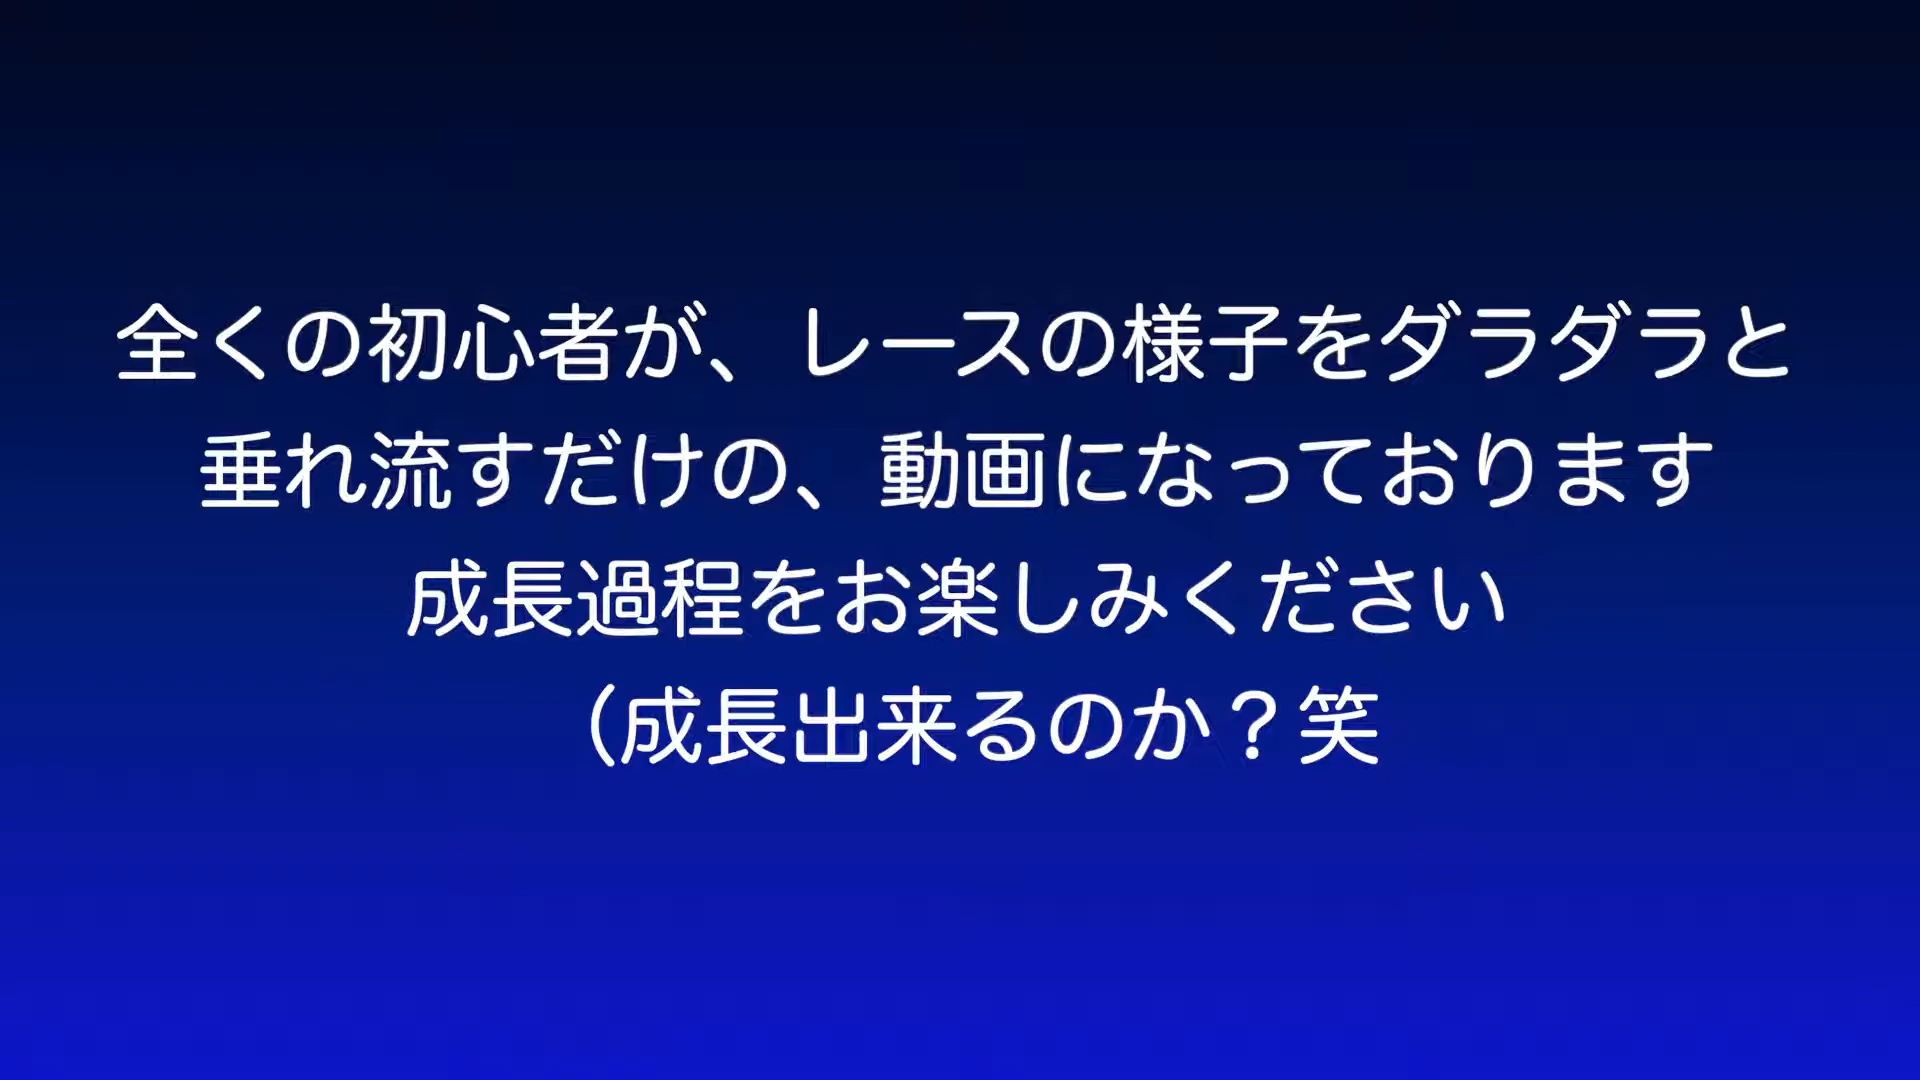 全くの初心者が、レースの様子をダラダラと
垂れ流すだけの、動画になっております
成長過程をお楽しみください
（成長出来るのか？笑